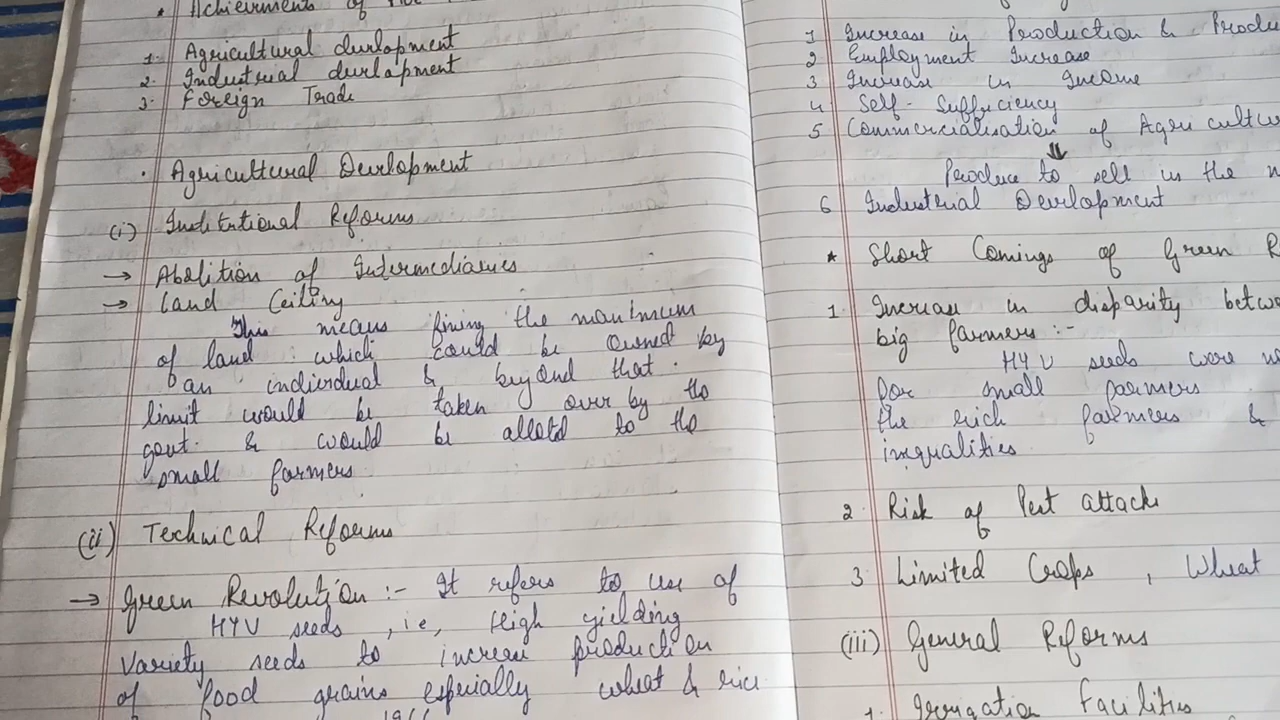 * Achievements of
1. Agricultural development
2. Industrial development
3. Foreign Trade
• Agricultural Development
(i) Institutional Reforms
→ Abolition of Intermediaries
→ Land Ceiling
This means fixing the maximum
of land which could be owned by
an individual & beyond that
limit would be taken over by the
govt. & would be alloted to the
small farmers
(ii) Technical Reforms
→ Green Revolution :- It refers to use of
HYV seeds, i.e, High yielding
Variety seeds to increase production
of food grains especially wheat & rice
1 Increase in Production &
2 Employment Increase
3 Increase in Income
4 Self-Sufficiency
5 Commercialisation of
Produce to sell in the
6 Industrial Development
* Short Comings of Green
1. Increase in disparity
big farmers :-
HYV seeds were
for small farmers
the rich farmers &
inequalities
2. Risk of Pest attacks
3. Limited Crops, Wheat
(iii) General Reforms
1. Irrigation Facilities